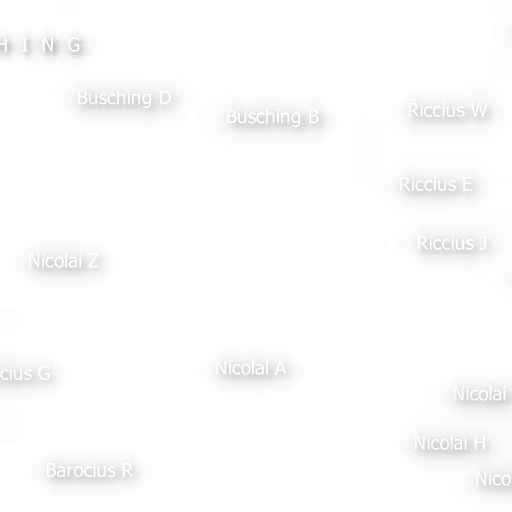 H I N G
Busching D
Busching B
Riccius W
Riccius E
Riccius J
Nicolai Z
Nicolai A
cius G
Nicolai
Nicolai H
Barocius R
Nico